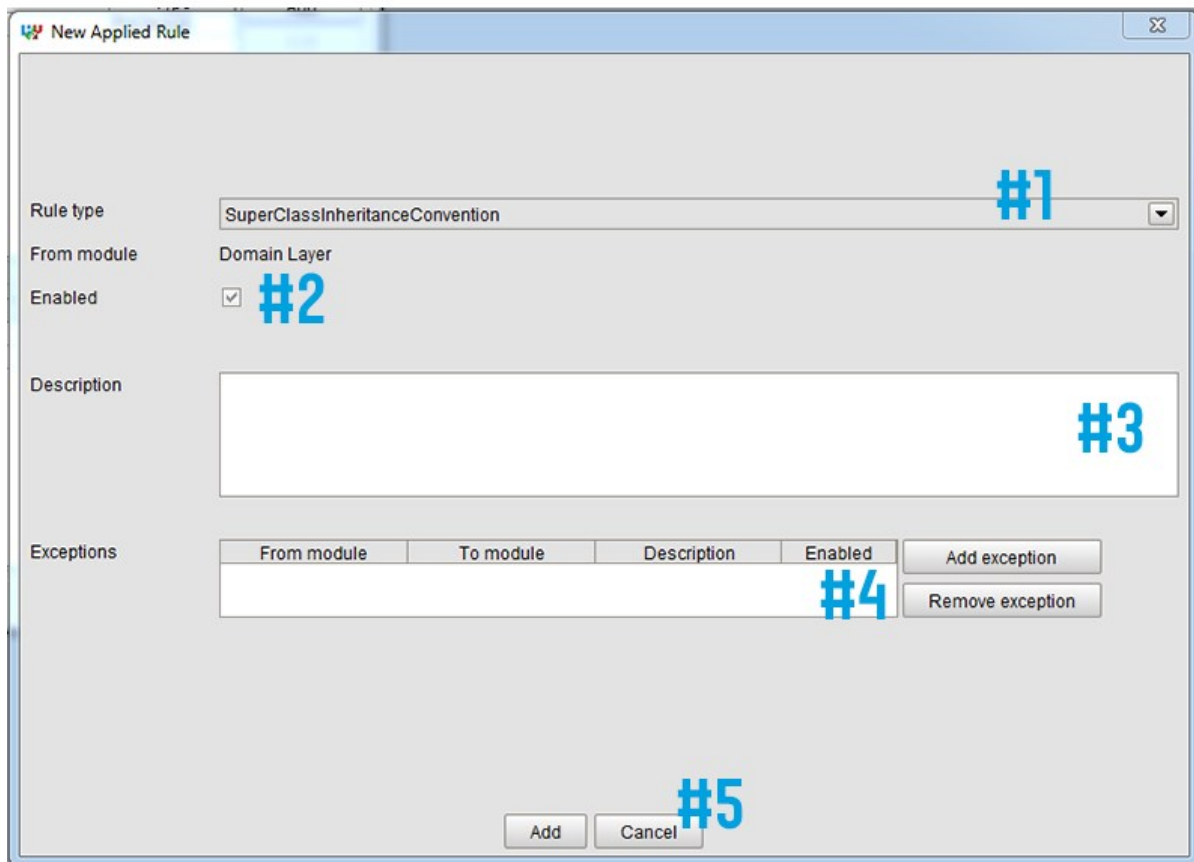 New Applied Rule
#1
Rule type SuperClassInheritanceConvention
From module Domain Layer
Enabled #2
Description
#3
Exceptions From module To module Description Enabled Add exception
#4 Remove exception
#5
Add Cancel